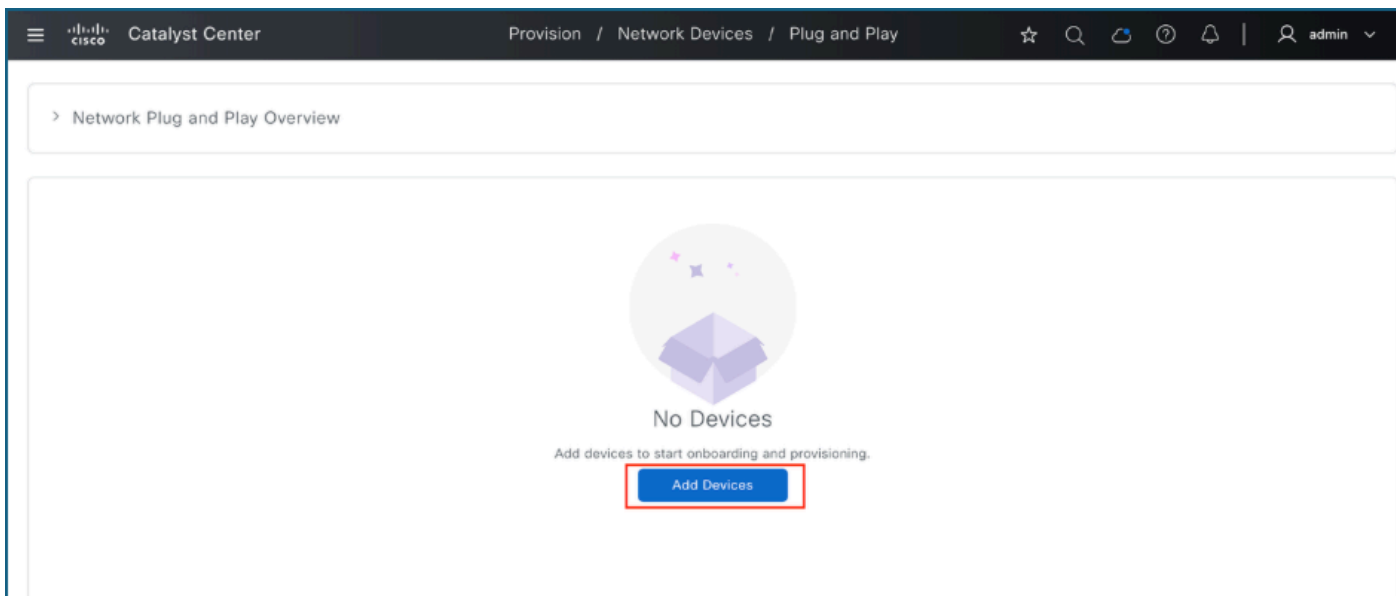 cisco Catalyst Center Provision / Network Devices / Plug and Play admin
Network Plug and Play Overview
No Devices
Add devices to start onboarding and provisioning.
Add Devices